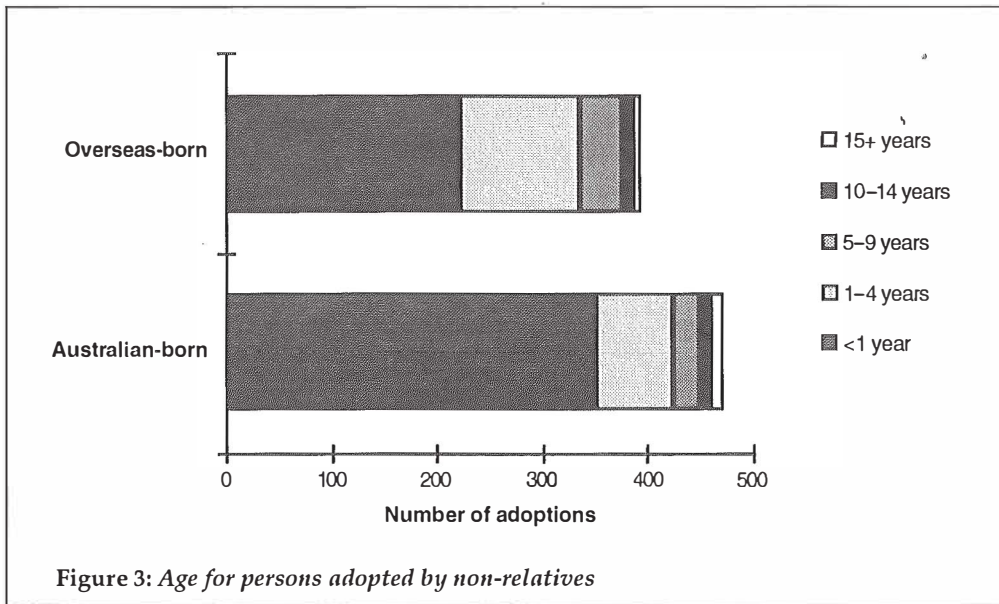 Overseas-born
Australian-born
15+ years
10–14 years
5–9 years
1–4 years
<1 year
0 100 200 300 400 500
Number of adoptions
Figure 3: Age for persons adopted by non-relatives